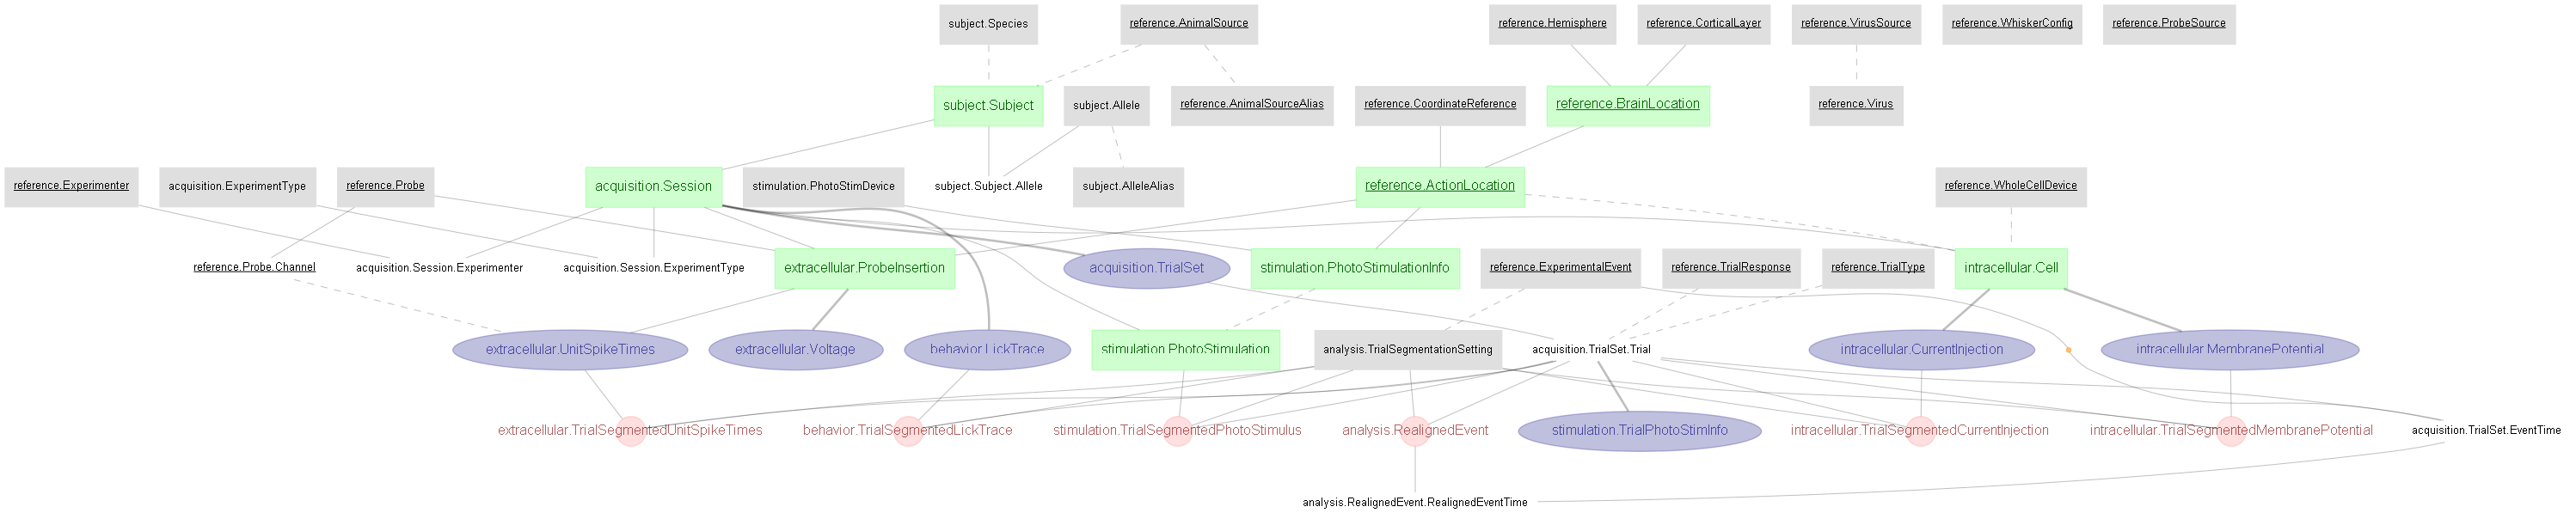 subject.Species
reference.AnimalSource
reference.Hemisphere
reference.CorticalLayer
reference.VirusSource
reference.WhiskerConfig
reference.ProbeSource
subject.Subject
subject.Allele
reference.AnimalSourceAlias
reference.CoordinateReference
reference.BrainLocation
reference.Virus
reference.Experimenter
acquisition.ExperimentType
reference.Probe
acquisition.Session
stimulation.PhotoStimDevice
subject.Subject.Allele
subject.AlleleAlias
reference.ActionLocation
reference.WholeCellDevice
reference.Probe.Channel
acquisition.Session.Experimenter
acquisition.Session.ExperimentType
extracellular.ProbeInsertion
acquisition.TrialSet
stimulation.PhotoStimulationInfo
reference.ExperimentalEvent
reference.TrialResponse
reference.TrialType
intracellular.Cell
extracellular.UnitSpikeTimes
extracellular.Voltage
behavior.LickTrace
stimulation.PhotoStimulation
analysis.TrialSegmentationSetting
acquisition.TrialSet.Trial
intracellular.CurrentInjection
intracellular.MembranePotential
extracellular.TrialSegmentedUnitSpikeTimes
behavior.TrialSegmentedLickTrace
stimulation.TrialSegmentedPhotoStimulus
analysis.RealignedEvent
stimulation.TrialPhotoStimInfo
intracellular.TrialSegmentedCurrentInjection
intracellular.TrialSegmentedMembranePotential
acquisition.TrialSet.EventTime
analysis.RealignedEvent.RealignedEventTime